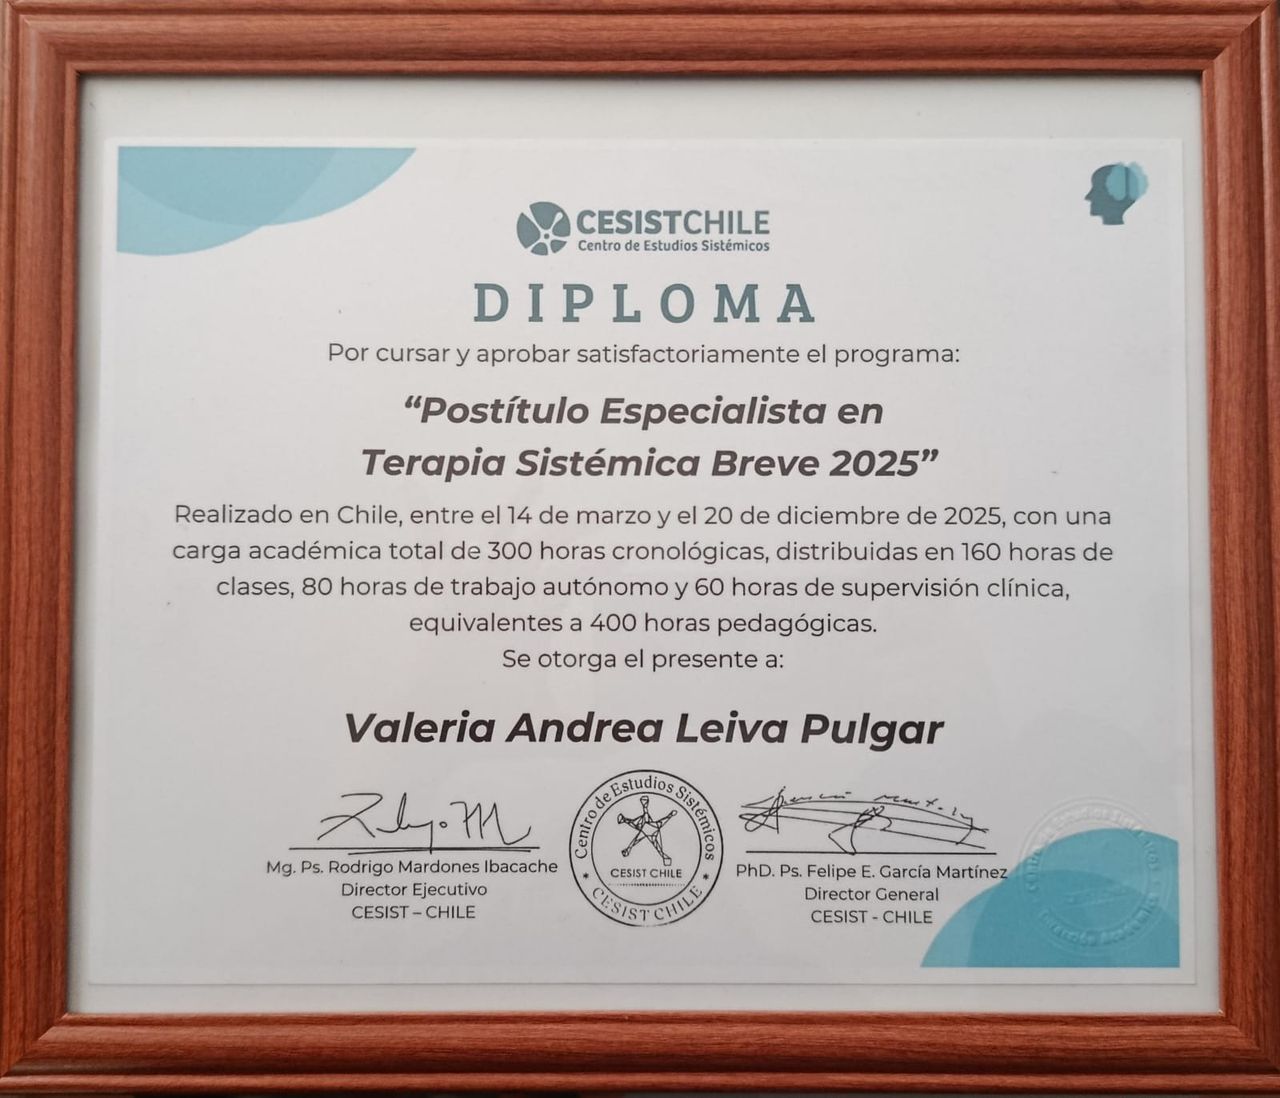 CESISTCHILE
Centro de Estudios Sistémicos
DIPLOMA
Por cursar y aprobar satisfactoriamente el programa:
“Postítulo Especialista en
Terapia Sistémica Breve 2025”
Realizado en Chile, entre el 14 de marzo y el 20 de diciembre de 2025, con una
carga académica total de 300 horas cronológicas, distribuidas en 160 horas de
clases, 80 horas de trabajo autónomo y 60 horas de supervisión clínica,
equivalentes a 400 horas pedagógicas.
Se otorga el presente a:
Valeria Andrea Leiva Pulgar
Mg. Ps. Rodrigo Mardones Ibacache
Director Ejecutivo
CESIST – CHILE
Centro de Estudios Sistémicos
CESIST CHILE
CESIST CHILE
PhD. Ps. Felipe E. García Martínez
Director General
CESIST - CHILE